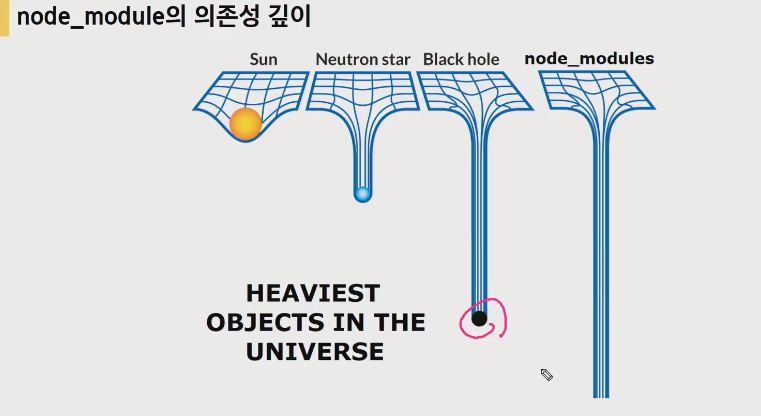 node_module의 의존성 깊이
Sun Neutron star Black hole node_modules
HEAVIEST
OBJECTS IN THE
UNIVERSE